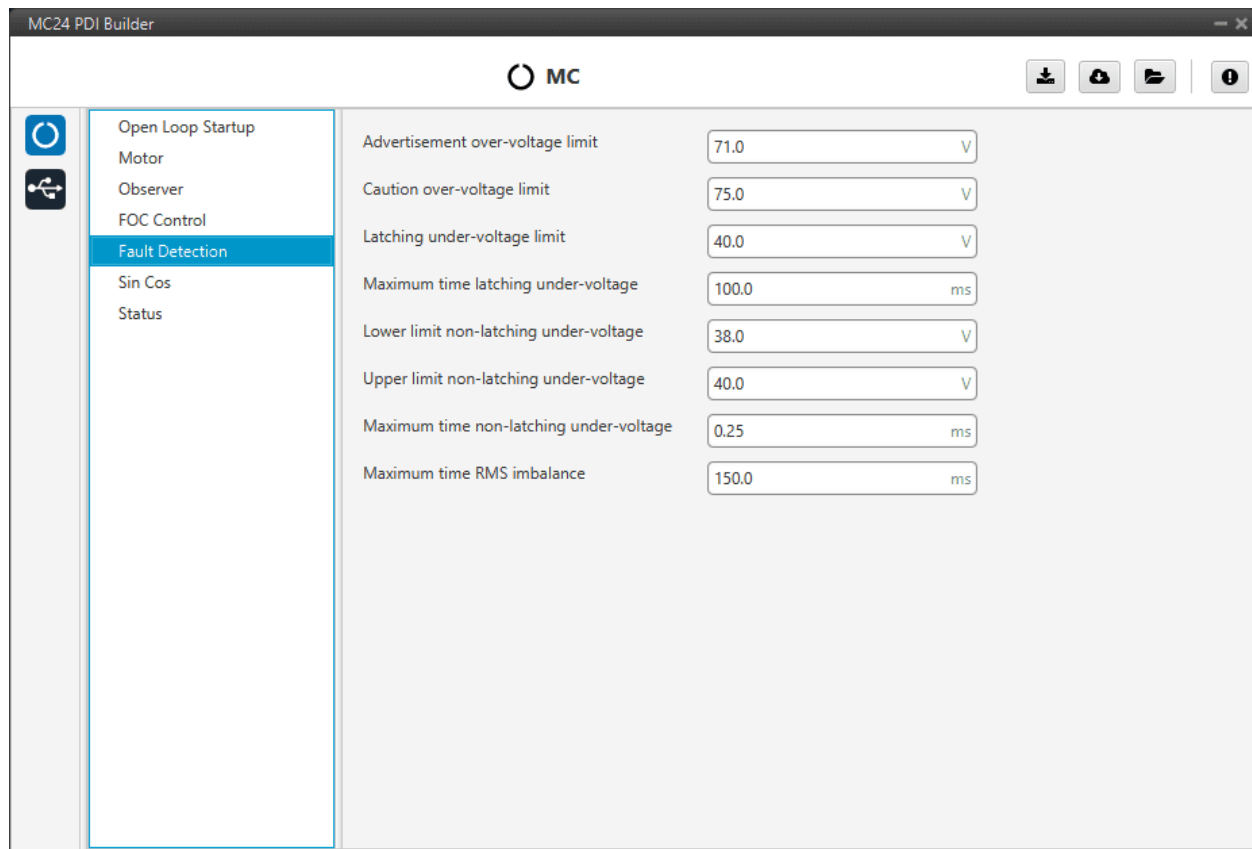 MC24 PDI Builder
MC
Open Loop Startup
Motor
Observer
FOC Control
Fault Detection
Sin Cos
Status
Advertisement over-voltage limit 71.0 V
Caution over-voltage limit 75.0 V
Latching under-voltage limit 40.0 V
Maximum time latching under-voltage 100.0 ms
Lower limit non-latching under-voltage 38.0 V
Upper limit non-latching under-voltage 40.0 V
Maximum time non-latching under-voltage 0.25 ms
Maximum time RMS imbalance 150.0 ms